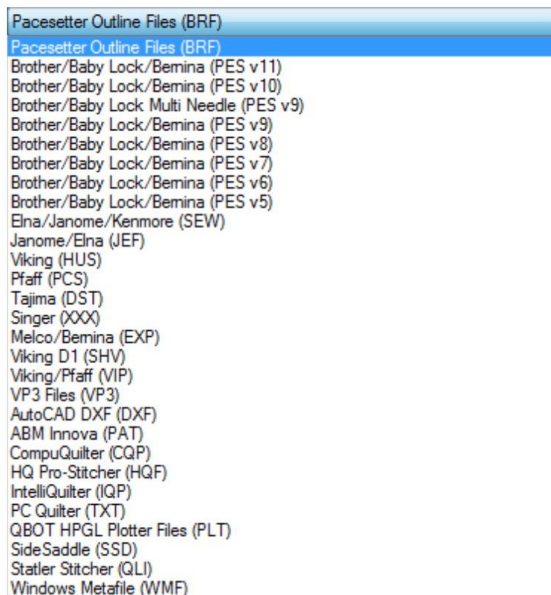 Pacesetter Outline Files (BRF)
Pacesetter Outline Files (BRF)
Brother/Baby Lock/Bernina (PES v11)
Brother/Baby Lock/Bernina (PES v10)
Brother/Baby Lock Multi Needle (PES v9)
Brother/Baby Lock/Bernina (PES v9)
Brother/Baby Lock/Bernina (PES v8)
Brother/Baby Lock/Bernina (PES v7)
Brother/Baby Lock/Bernina (PES v6)
Brother/Baby Lock/Bernina (PES v5)
Elna/Janome/Kenmore (SEW)
Janome/Elna (JEF)
Viking (HUS)
Pfaff (PCS)
Tajima (DST)
Singer (XXX)
Melco/Bernina (EXP)
Viking D1 (SHV)
Viking/Pfaff (VIP)
VP3 Files (VP3)
AutoCAD DXF (DXF)
ABM Innova (PAT)
CompuQuilter (CQP)
HQ Pro-Stitcher (HQF)
IntelliQuilter (IQP)
PC Quilter (TXT)
QBOT HPGL Plotter Files (PLT)
SideSaddle (SSD)
Statler Stitcher (QLI)
Windows Metafile (WMF)